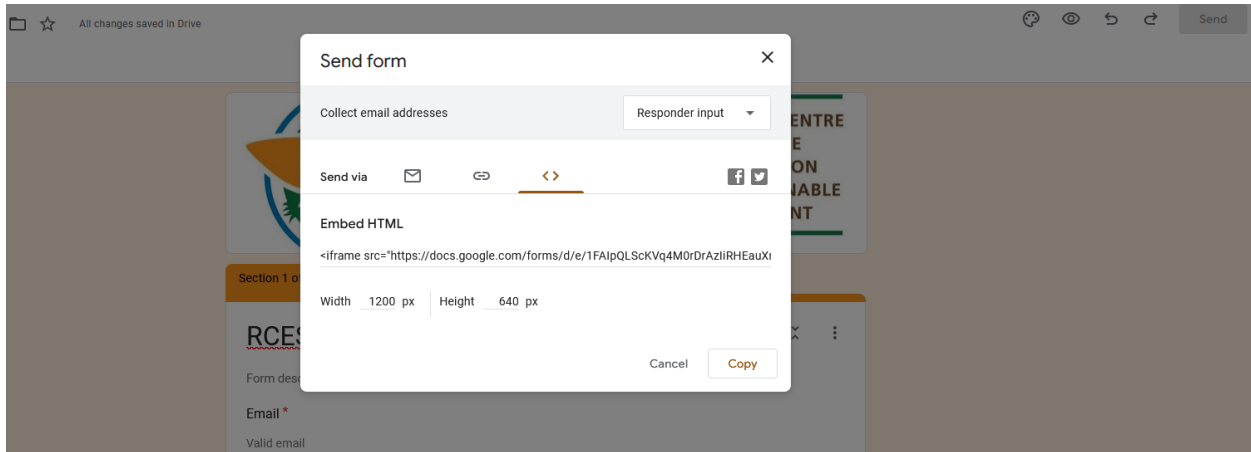 All changes saved in Drive
Send
Send form
Collect email addresses
Responder input
ENTRE
E
ON
NABLE
NT
Send via
Embed HTML
<iframe src="https://docs.google.com/forms/d/e/1FAIpQLScKVq4M0rDrAzIiRHEauXr
Section 1 o
Width 1200 px Height 640 px
RCES
Form desc
Cancel
Copy
Email *
Valid email